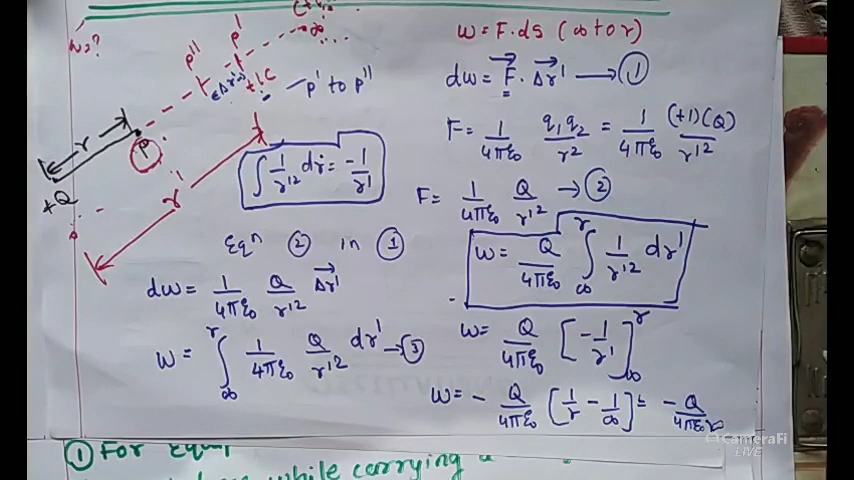 W = ?
P''
P'
∞
+1C
P' to P''
r
P
+Q
r'
∫ 1/r'² dr' = -1/r'
Eqⁿ ② in ①
dw = 1/4πε₀ Q/r'² Δr'
W = ∫_∞^r 1/4πε₀ Q/r'² dr' → ③
W = F.ds (∞ to r)
dw = F . Δr' → ①
F = 1/4πε₀ q₁q₂/r² = 1/4πε₀ (+1)(Q)/r'²
F = 1/4πε₀ Q/r'² → ②
W = Q/4πε₀ ∫_∞^r 1/r'² dr'
W = Q/4πε₀ [-1/r']_∞^r
W = - Q/4πε₀ [1/r - 1/∞] = -Q/4πε₀r
① For
while carrying a
CameraFi
LIVE